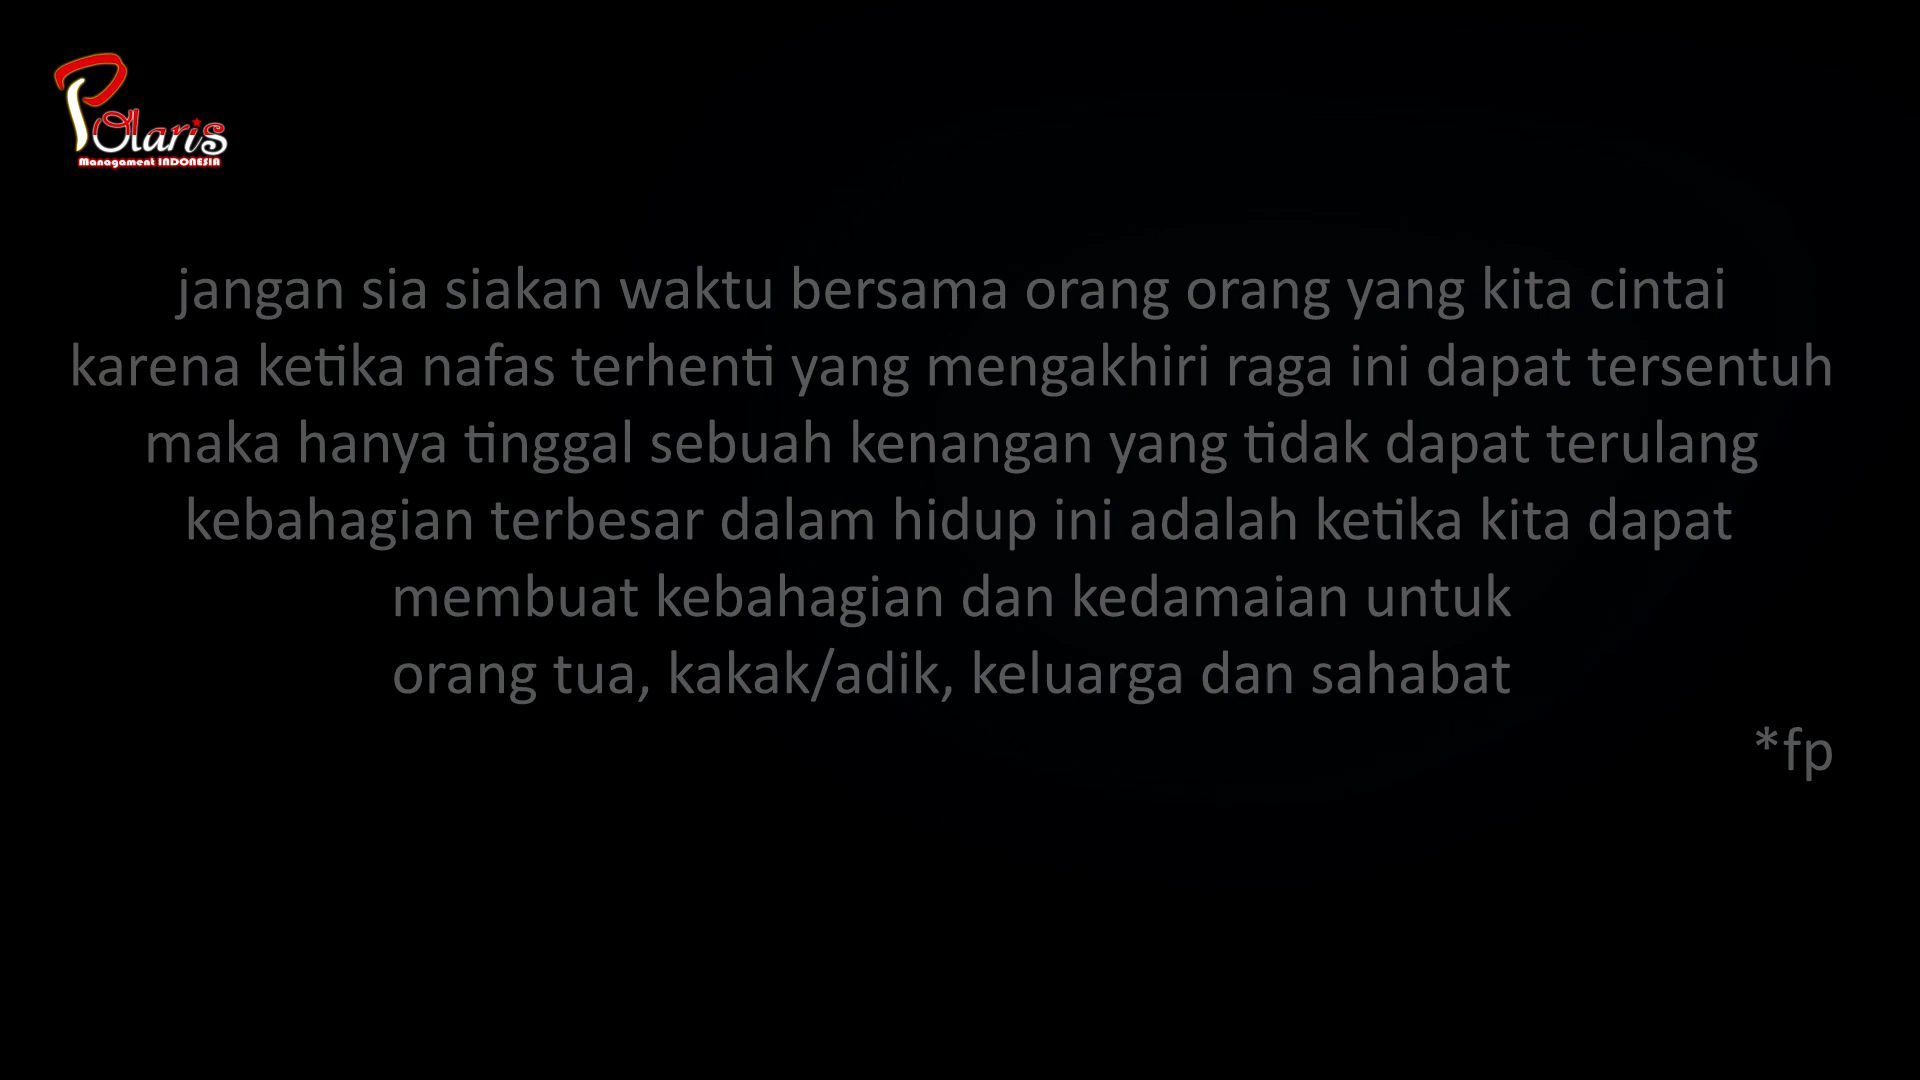 Polaris
Managament INDONESIA
jangan sia siakan waktu bersama orang orang yang kita cintai
karena ketika nafas terhenti yang mengakhiri raga ini dapat tersentuh
maka hanya tinggal sebuah kenangan yang tidak dapat terulang
kebahagian terbesar dalam hidup ini adalah ketika kita dapat
membuat kebahagian dan kedamaian untuk
orang tua, kakak/adik, keluarga dan sahabat
*fp